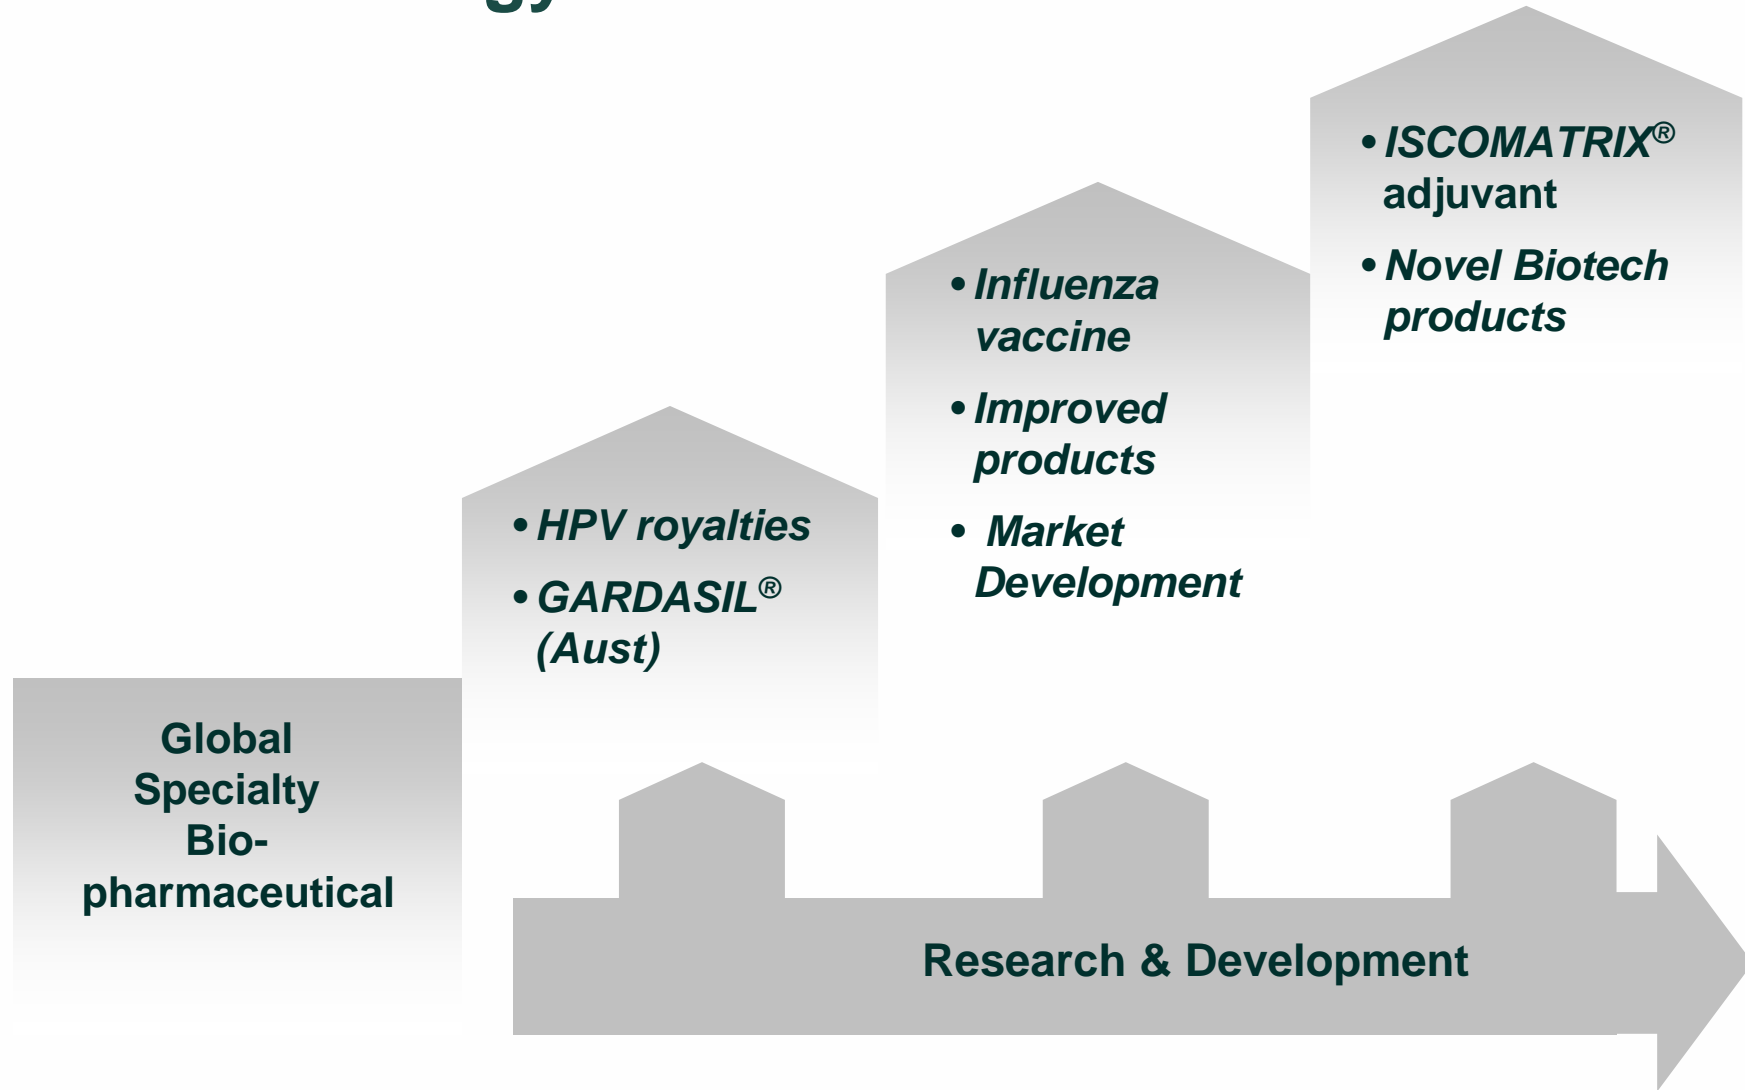 Global
Specialty
Bio-
pharmaceutical
• HPV royalties
• GARDASIL®
(Aust)
• Influenza
vaccine
• Improved
products
• Market
Development
• ISCOMATRIX®
adjuvant
• Novel Biotech
products
Research & Development